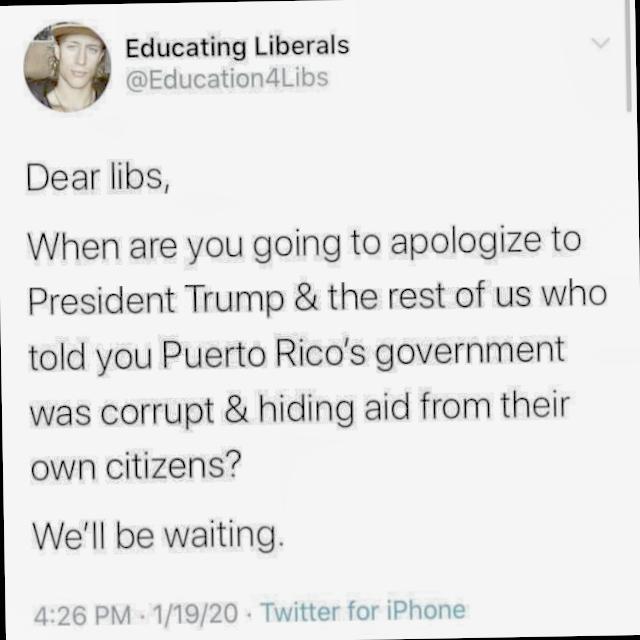 Educating Liberals
@Education4Libs
Dear libs,
When are you going to apologize to
President Trump & the rest of us who
told you Puerto Rico's government
was corrupt & hiding aid from their
own citizens?
We'll be waiting.
4:26 PM · 1/19/20 · Twitter for iPhone